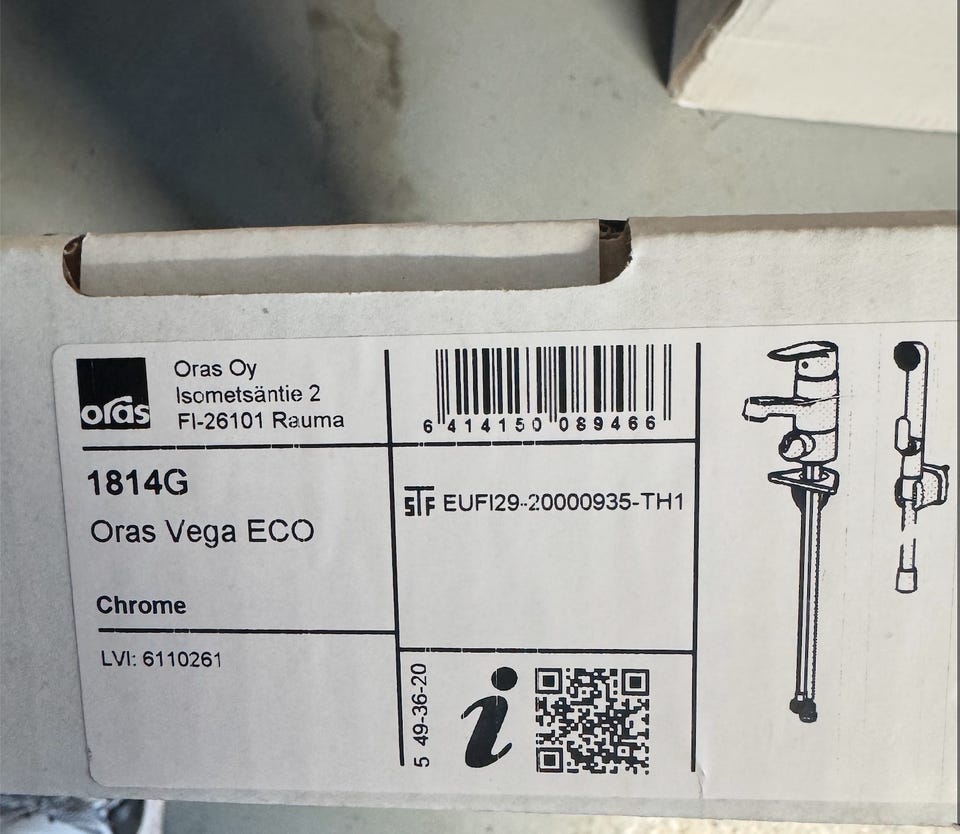 oras
Oras Oy
Isometsäntie 2
FI-26101 Rauma
6 414150 089466
1814G
Oras Vega ECO
Chrome
LVI: 6110261
STF EUFI29-20000935-TH1
5 49-36-20
i